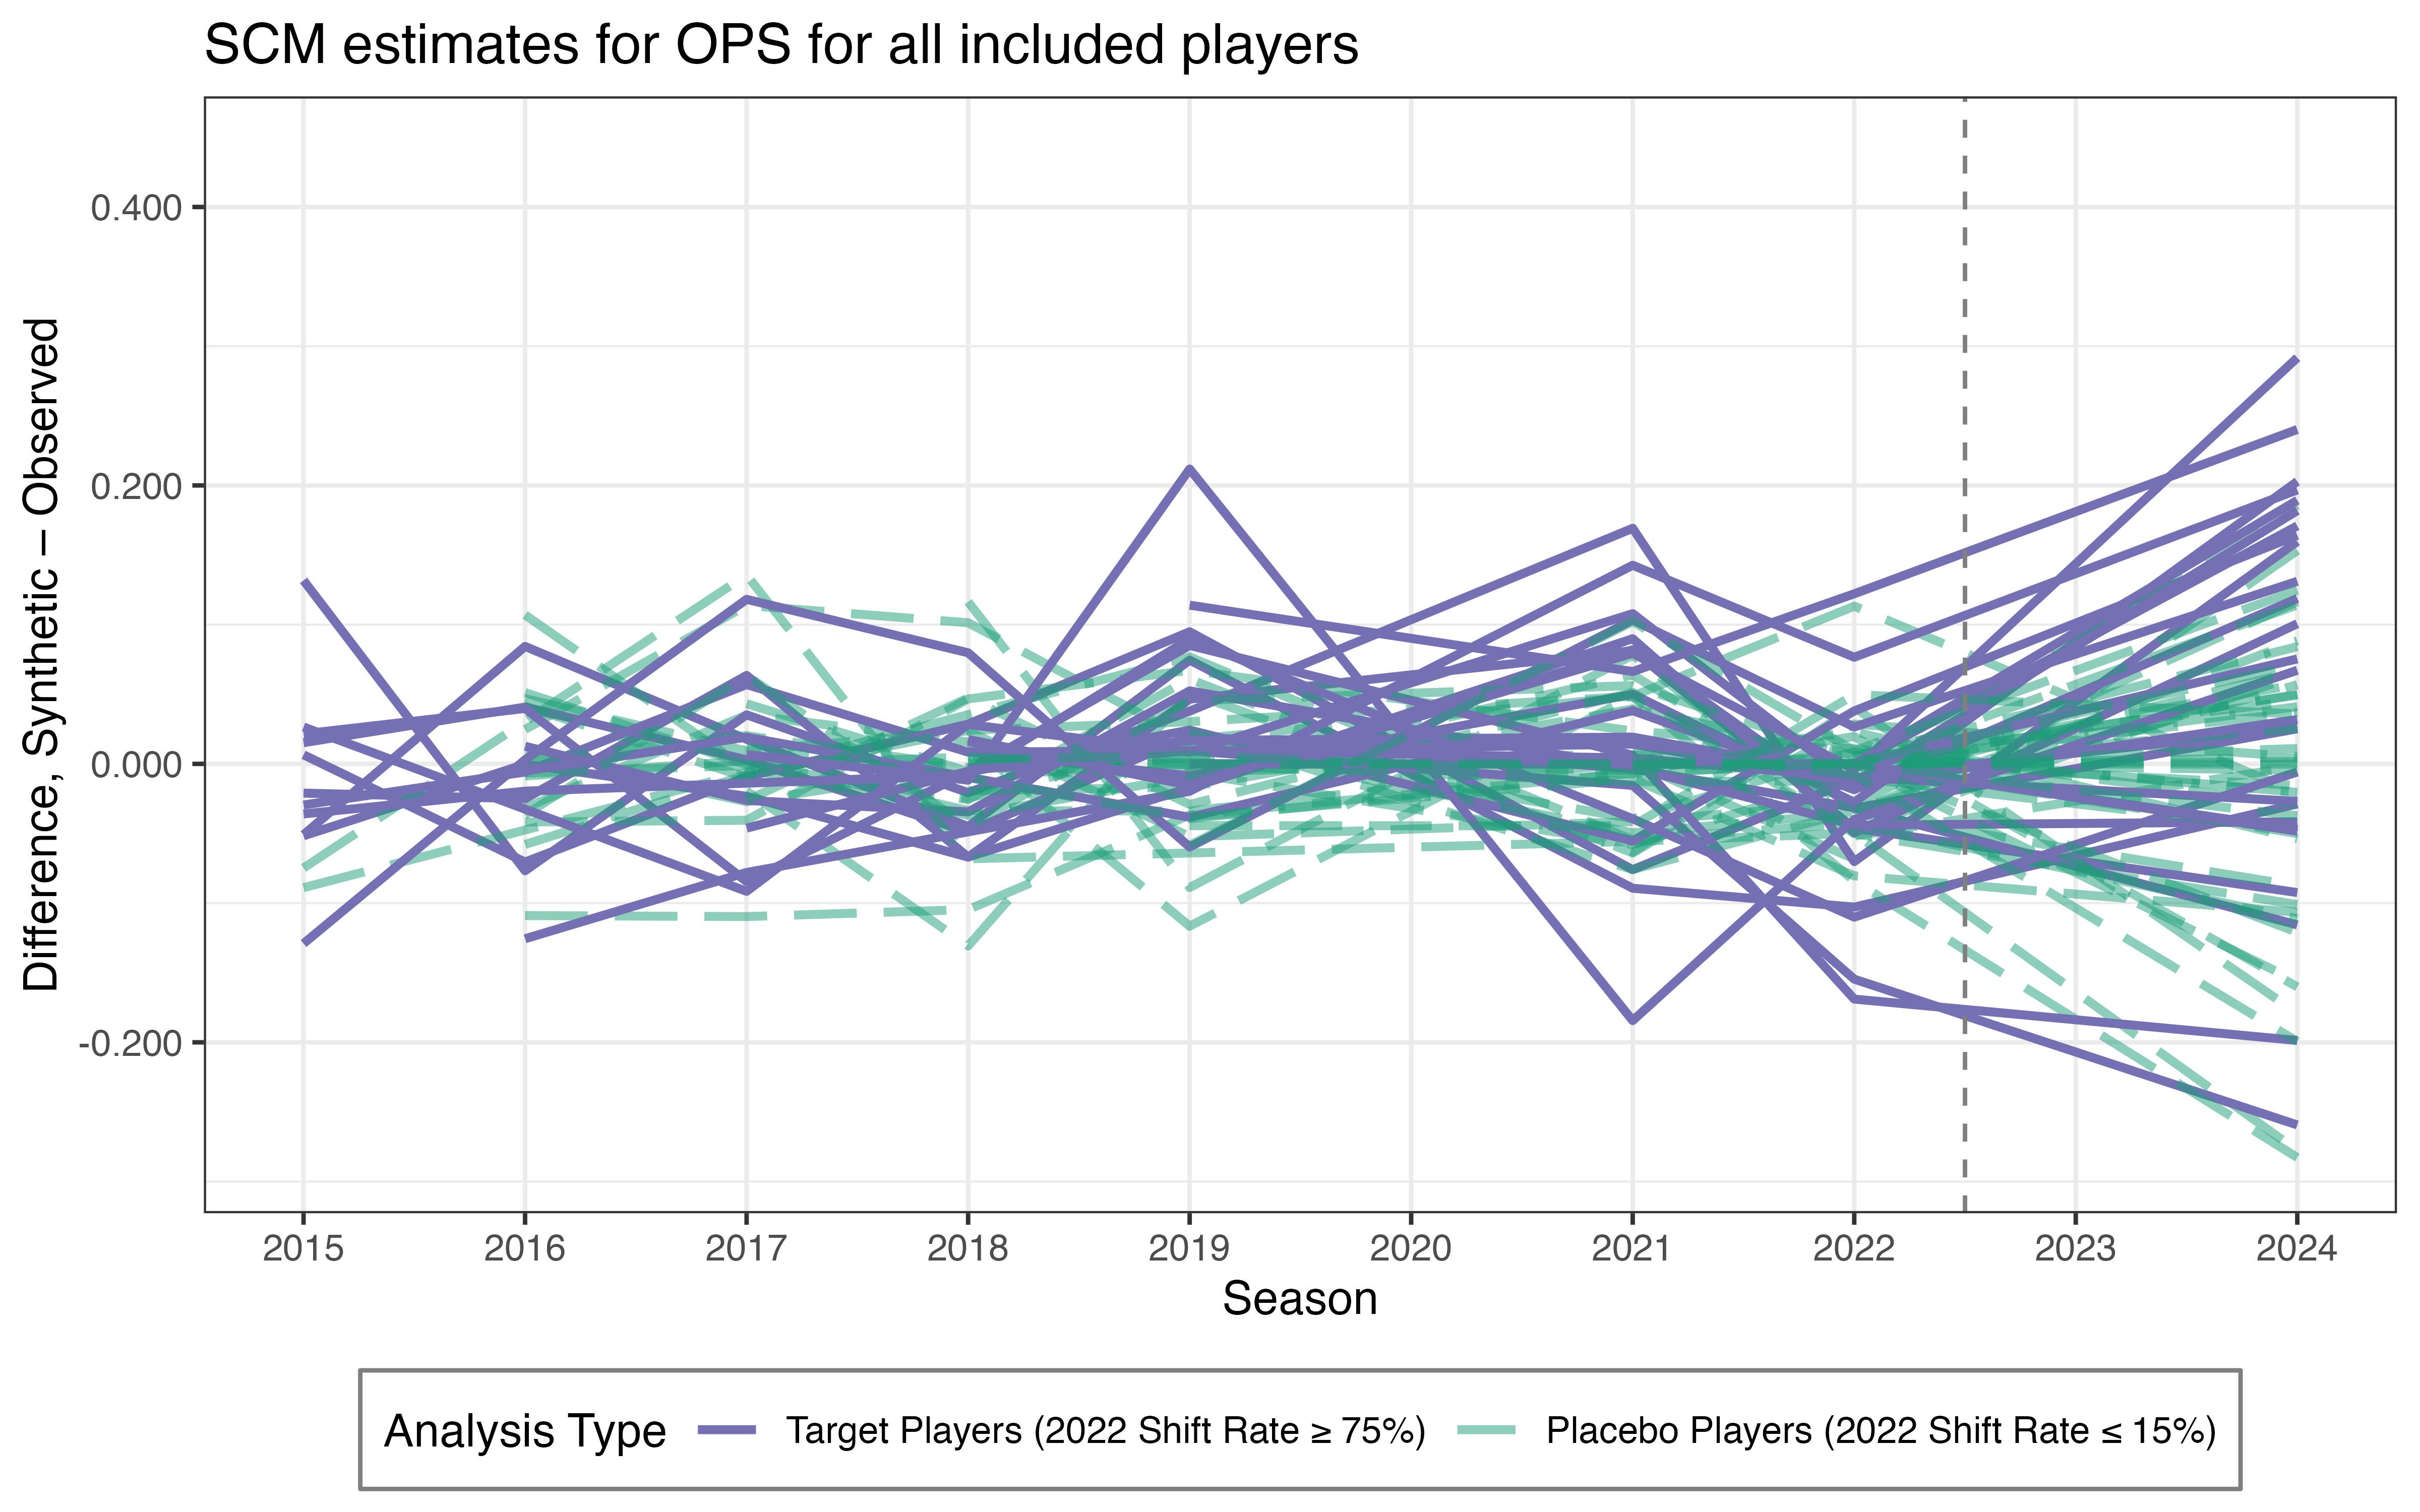 SCM estimates for OPS for all included players
Difference, Synthetic – Observed
0.400
0.200
0.000
-0.200
2015 2016 2017 2018 2019 2020 2021 2022 2023 2024
Season
Analysis Type Target Players (2022 Shift Rate ≥ 75%) Placebo Players (2022 Shift Rate ≤ 15%)